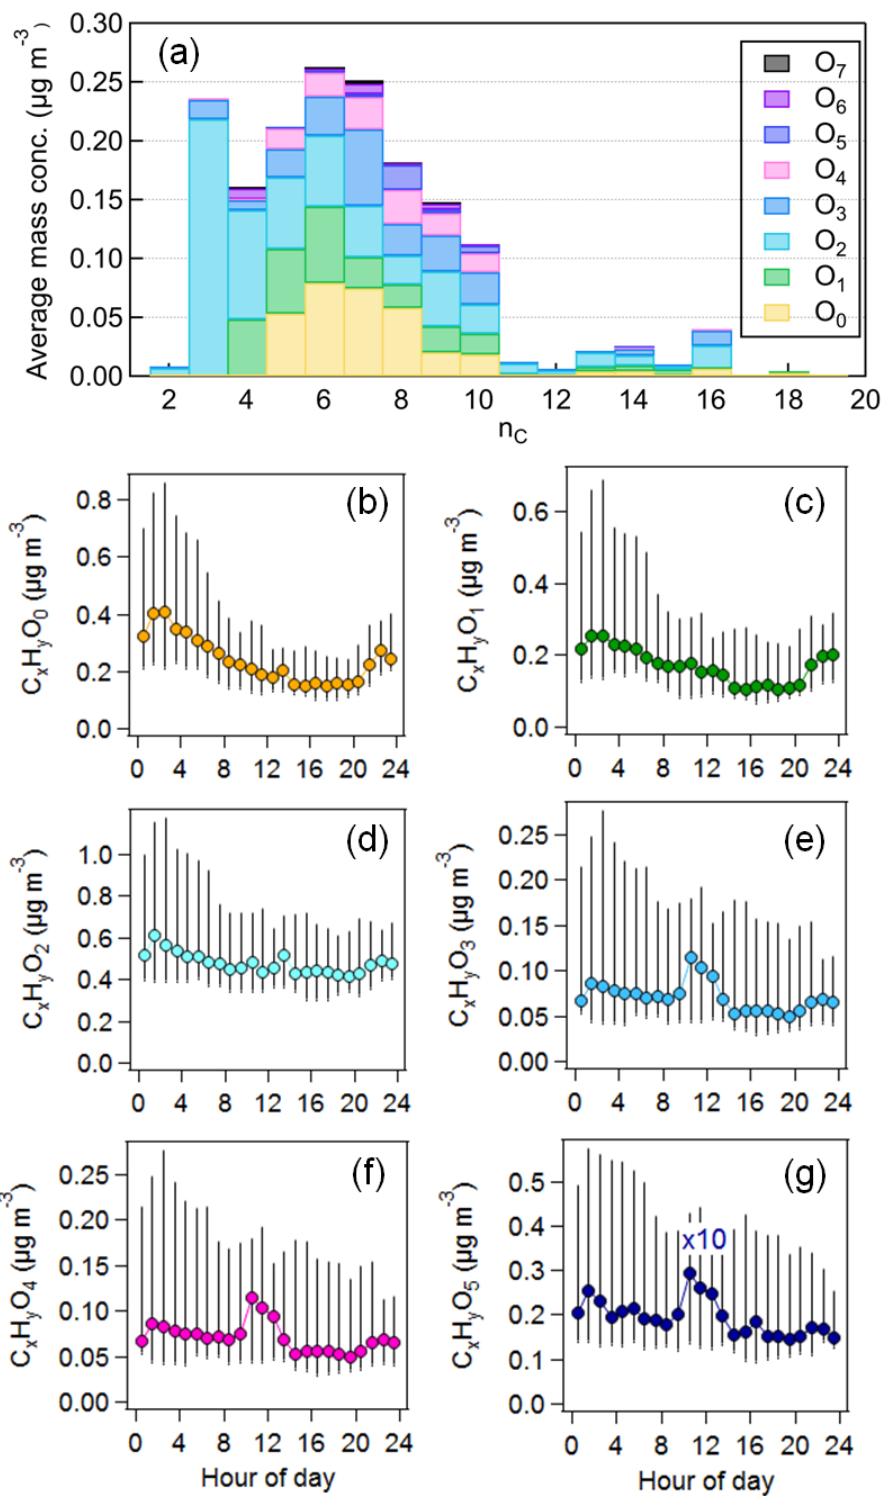 (a)
Average mass conc. (µg m⁻³)
0.30
0.25
0.20
0.15
0.10
0.05
0.00
O₇
O₆
O₅
O₄
O₃
O₂
O₁
O₀
2 4 6 8 10 12 14 16 18 20
n_C
(b)
CₓHᵧO₀ (µg m⁻³)
0.8
0.6
0.4
0.2
0.0
0 4 8 12 16 20 24
(c)
CₓHᵧO₁ (µg m⁻³)
0.6
0.4
0.2
0.0
0 4 8 12 16 20 24
(d)
CₓHᵧO₂ (µg m⁻³)
1.0
0.8
0.6
0.4
0.2
0.0
0 4 8 12 16 20 24
(e)
CₓHᵧO₃ (µg m⁻³)
0.25
0.20
0.15
0.10
0.05
0.00
0 4 8 12 16 20 24
(f)
CₓHᵧO₄ (µg m⁻³)
0.25
0.20
0.15
0.10
0.05
0.00
0 4 8 12 16 20 24
Hour of day
(g)
CₓHᵧO₅ (µg m⁻³)
x10
0.5
0.4
0.3
0.2
0.1
0.0
0 4 8 12 16 20 24
Hour of day